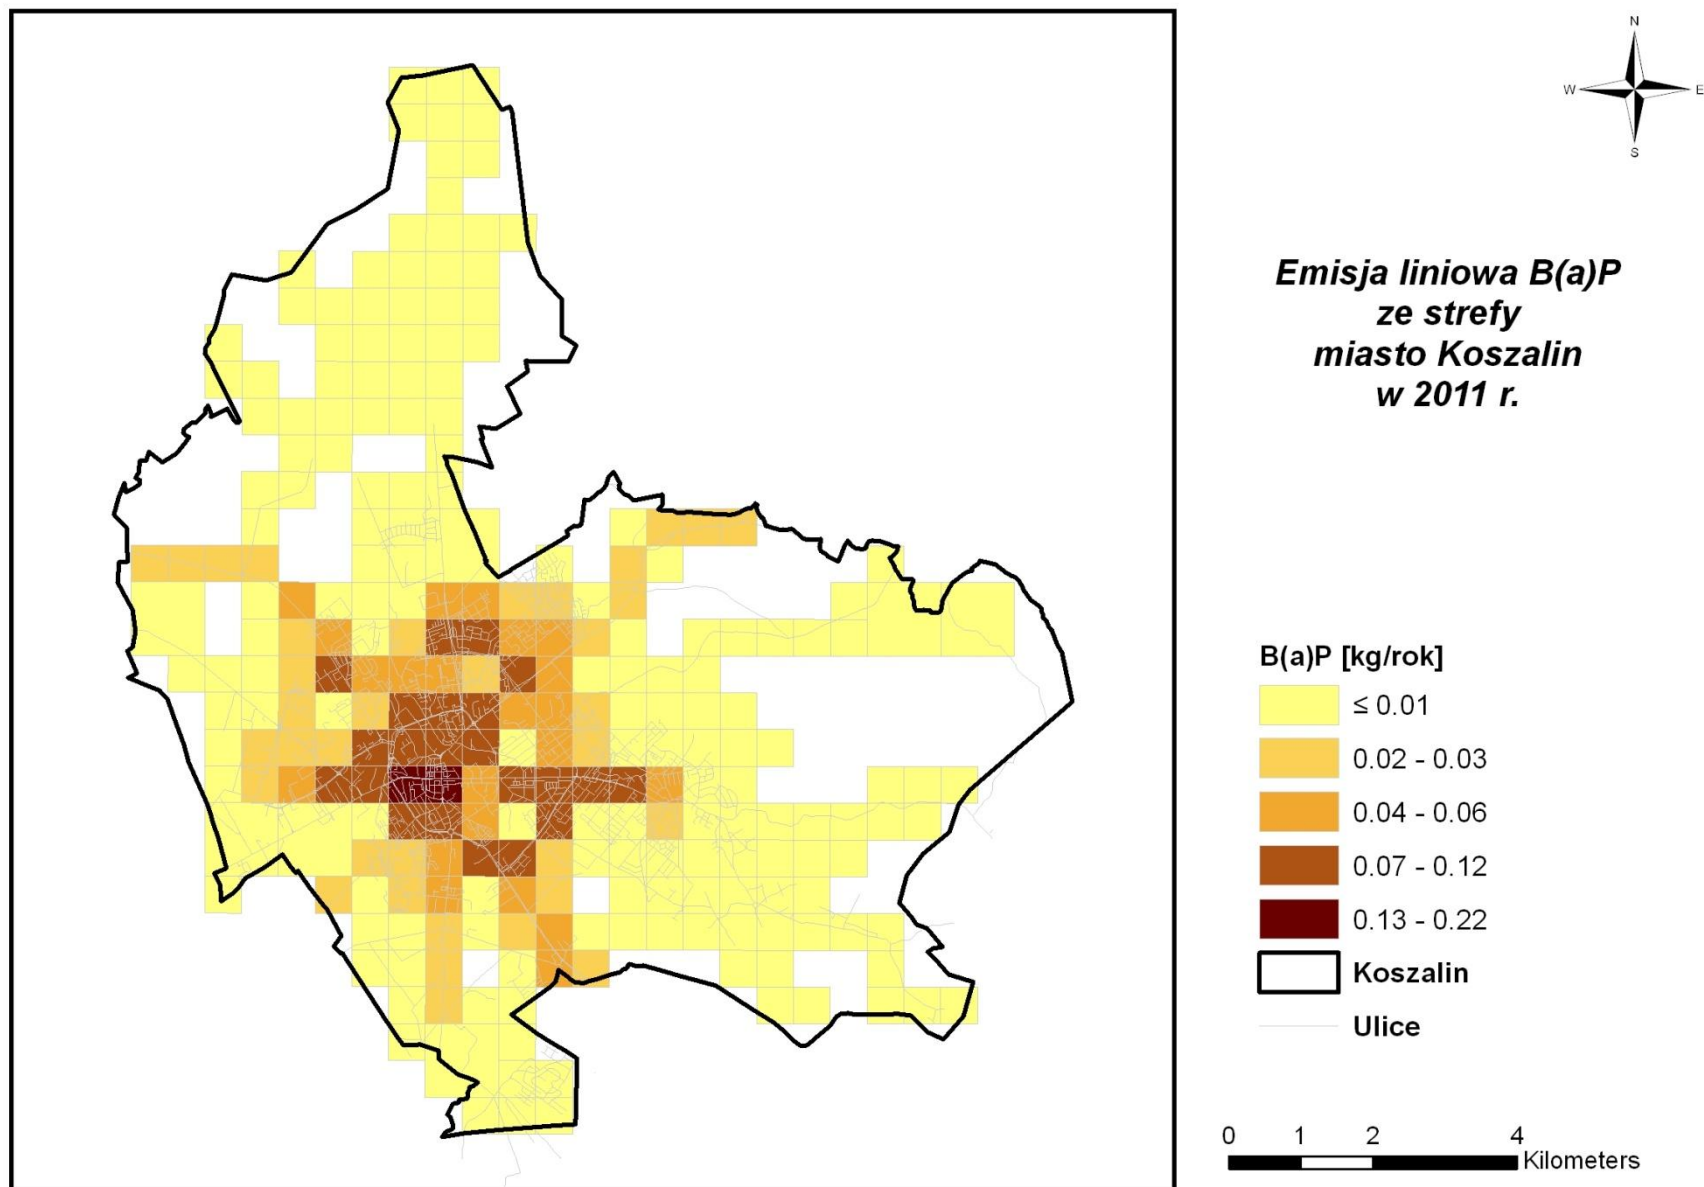 N
W
E
S
Emisja liniowa B(a)P
ze strefy
miasto Koszalin
w 2011 r.
B(a)P [kg/rok]
≤ 0.01
0.02 - 0.03
0.04 - 0.06
0.07 - 0.12
0.13 - 0.22
Koszalin
Ulice
0 1 2 4
Kilometers